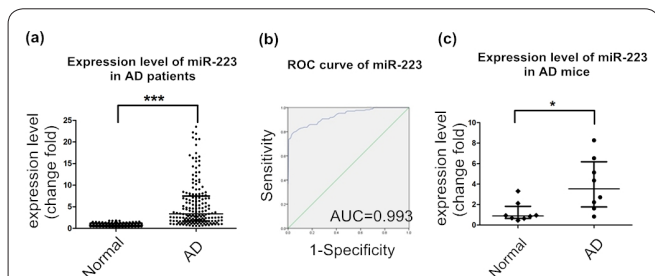 (a)
Expression level of miR-223
in AD patients
***
25
20
15
10
5
0
expression level
(change fold)
Normal
AD
(b)
ROC curve of miR-223
Sensitivity
AUC=0.993
1-Specificity
(c)
Expression level of miR-223
in AD mice
*
10
8
6
4
2
0
expression level
(change fold)
Normal
AD